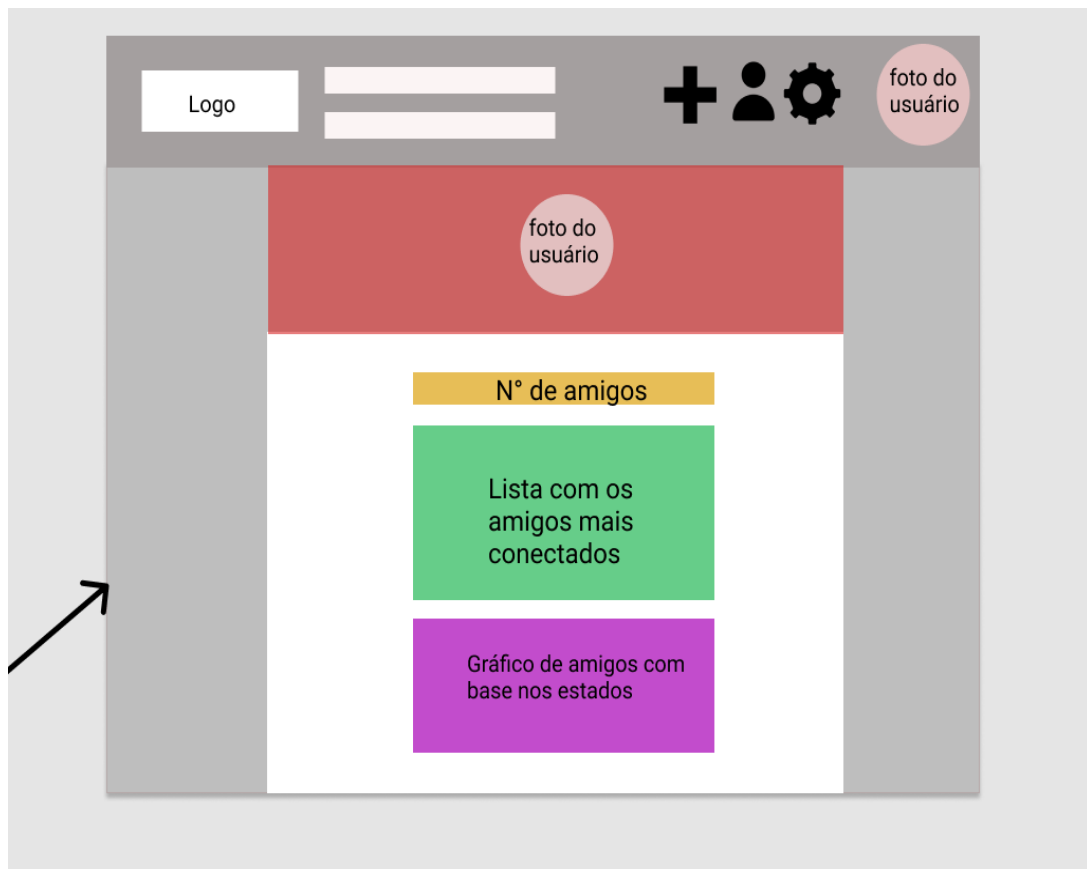 Logo
foto do
usuário
foto do
usuário
N° de amigos
Lista com os
amigos mais
conectados
Gráfico de amigos com
base nos estados